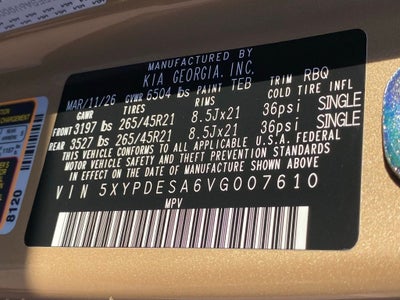 MANUFACTURED BY
KIA GEORGIA, INC.
MAR/11/26 GVWR 6504 lbs PAINT TEB TRIM RBQ
GAWR TIRES RIMS COLD TIRE INFL
FRONT 3197 lbs 265/45R21 8.5Jx21 36psi SINGLE
REAR 3527 lbs 265/45R21 8.5Jx21 36psi SINGLE
THIS VEHICLE CONFORMS TO ALL APPLICABLE U.S.A. FEDERAL
MOTOR VEHICLE SAFETY AND THEFT PREVENTION STANDARDS
IN EFFECT ON THE DATE OF MANUFACTURE SHOWN ABOVE
VIN 5XYPDESA6VG007610
MPV
8120